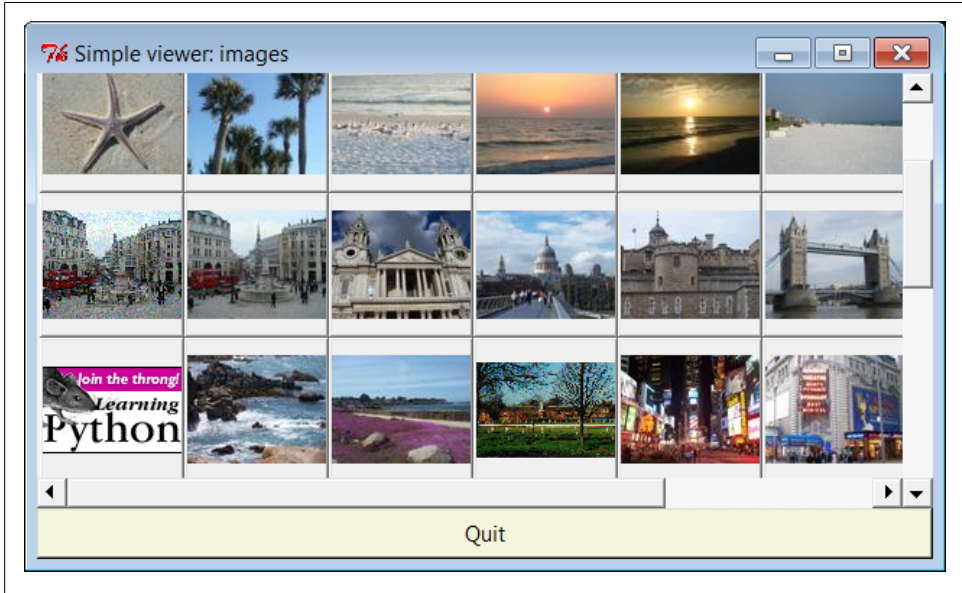 Simple viewer: images
Join the throng!
Learning
Python
Quit